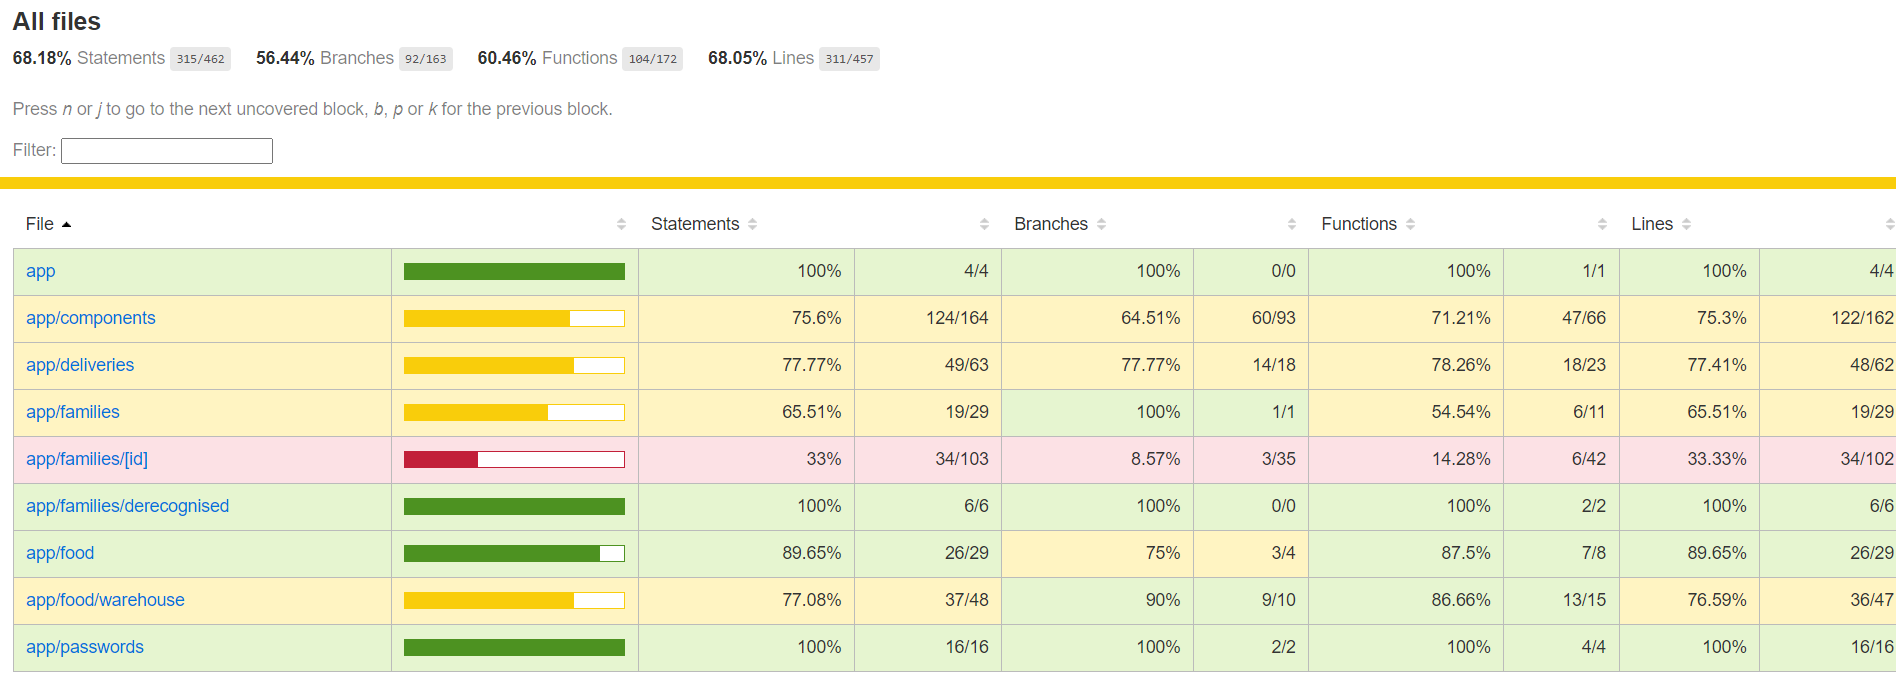 All files
68.18% Statements 315/462 56.44% Branches 92/163 60.46% Functions 104/172 68.05% Lines 311/457
Press n or j to go to the next uncovered block, b, p or k for the previous block.
Filter:
File Statements Branches Functions Lines
app 100% 4/4 100% 0/0 100% 1/1 100% 4/4
app/components 75.6% 124/164 64.51% 60/93 71.21% 47/66 75.3% 122/162
app/deliveries 77.77% 49/63 77.77% 14/18 78.26% 18/23 77.41% 48/62
app/families 65.51% 19/29 100% 1/1 54.54% 6/11 65.51% 19/29
app/families/[id] 33% 34/103 8.57% 3/35 14.28% 6/42 33.33% 34/102
app/families/derecognised 100% 6/6 100% 0/0 100% 2/2 100% 6/6
app/food 89.65% 26/29 75% 3/4 87.5% 7/8 89.65% 26/29
app/food/warehouse 77.08% 37/48 90% 9/10 86.66% 13/15 76.59% 36/47
app/passwords 100% 16/16 100% 2/2 100% 4/4 100% 16/16